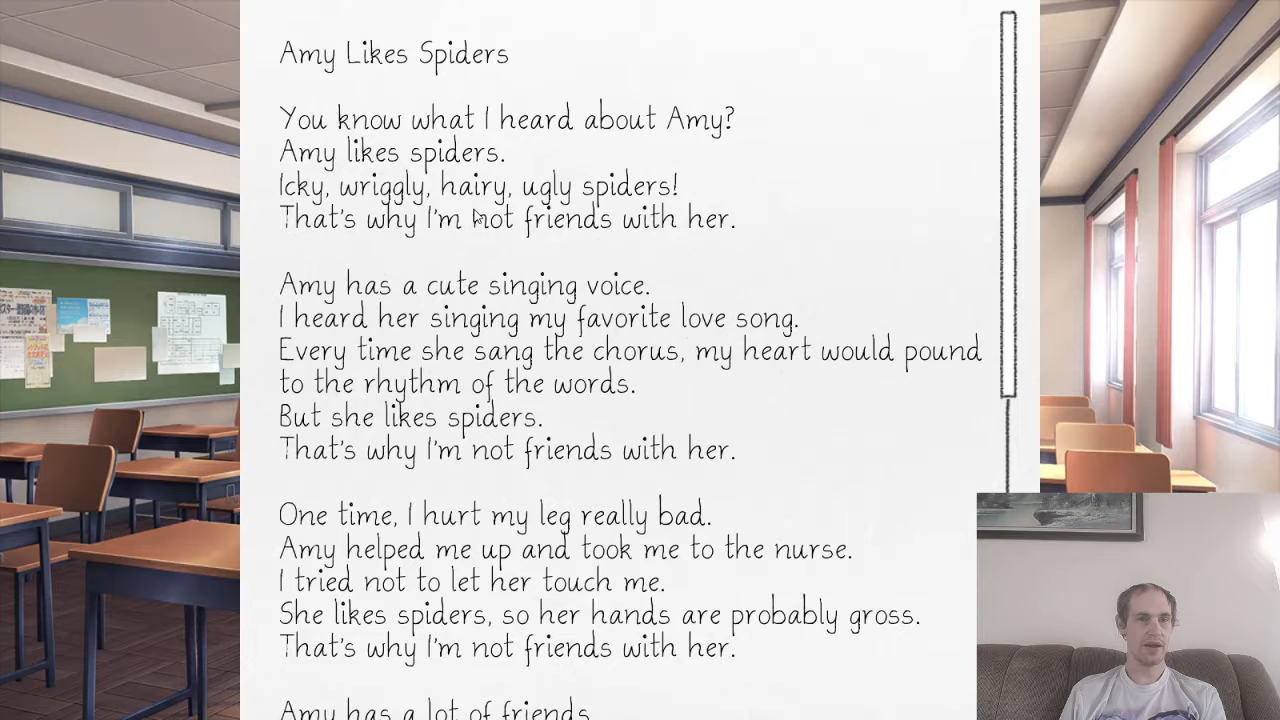 Amy Likes Spiders
You know what I heard about Amy?
Amy likes spiders.
Icky, wriggly, hairy, ugly spiders!
That's why I'm not friends with her.
Amy has a cute singing voice.
I heard her singing my favorite love song.
Every time she sang the chorus, my heart would pound
to the rhythm of the words.
But she likes spiders.
That's why I'm not friends with her.
One time, I hurt my leg really bad.
Amy helped me up and took me to the nurse.
I tried not to let her touch me.
She likes spiders, so her hands are probably gross.
That's why I'm not friends with her.
Amy has a lot of friends